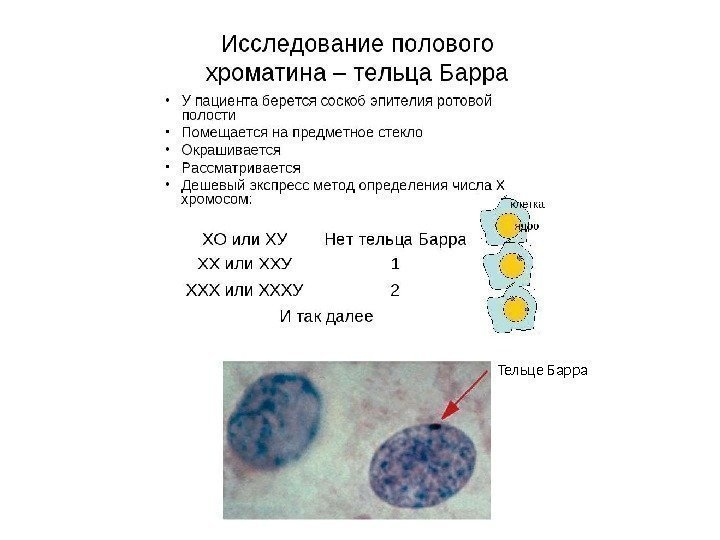 Исследование полового
хроматина – тельца Барра
• У пациента берется соскоб эпителия ротовой
полости
• Помещается на предметное стекло
• Окрашивается
• Рассматривается
• Дешевый экспресс метод определения числа Х
хромосом:
клетка
ядро
ХО или ХУ Нет тельца Барра
ХХ или ХХУ 1
ХХХ или ХХХУ 2
И так далее
Тельце Барра